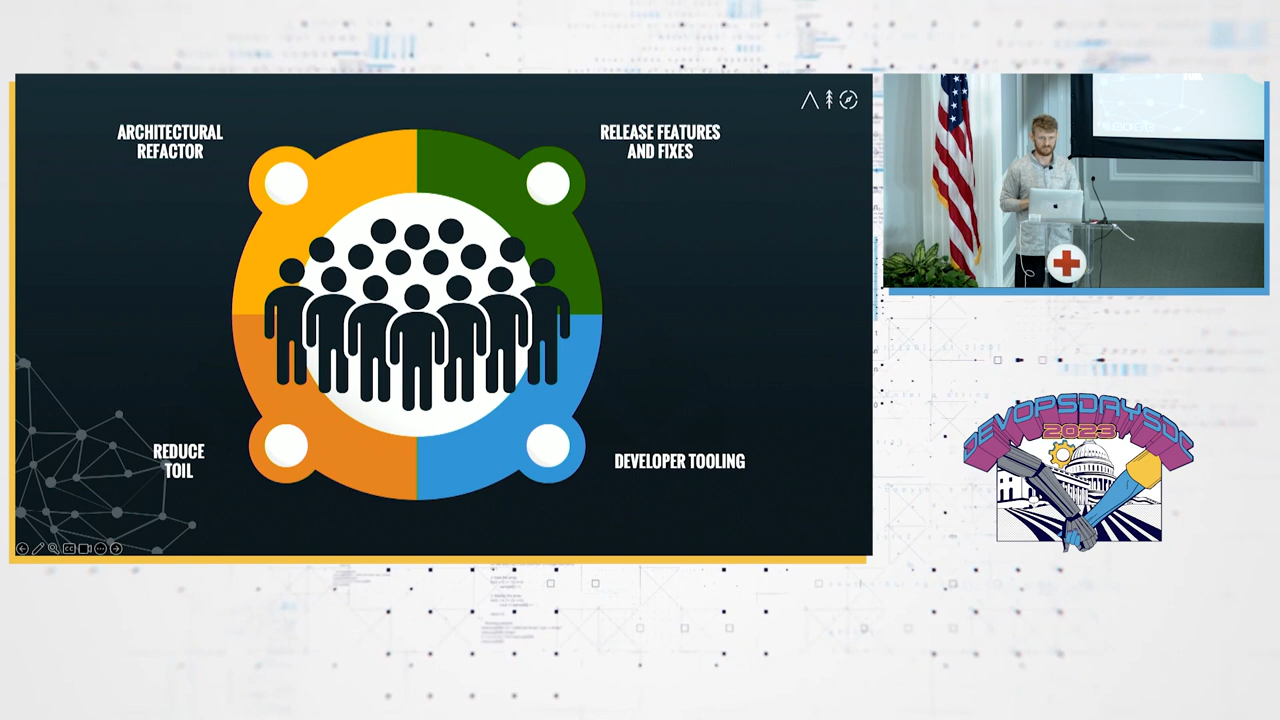 ARCHITECTURAL
REFACTOR
RELEASE FEATURES
AND FIXES
REDUCE
TOIL
DEVELOPER TOOLING
DEVOPSDAYSDC
2023